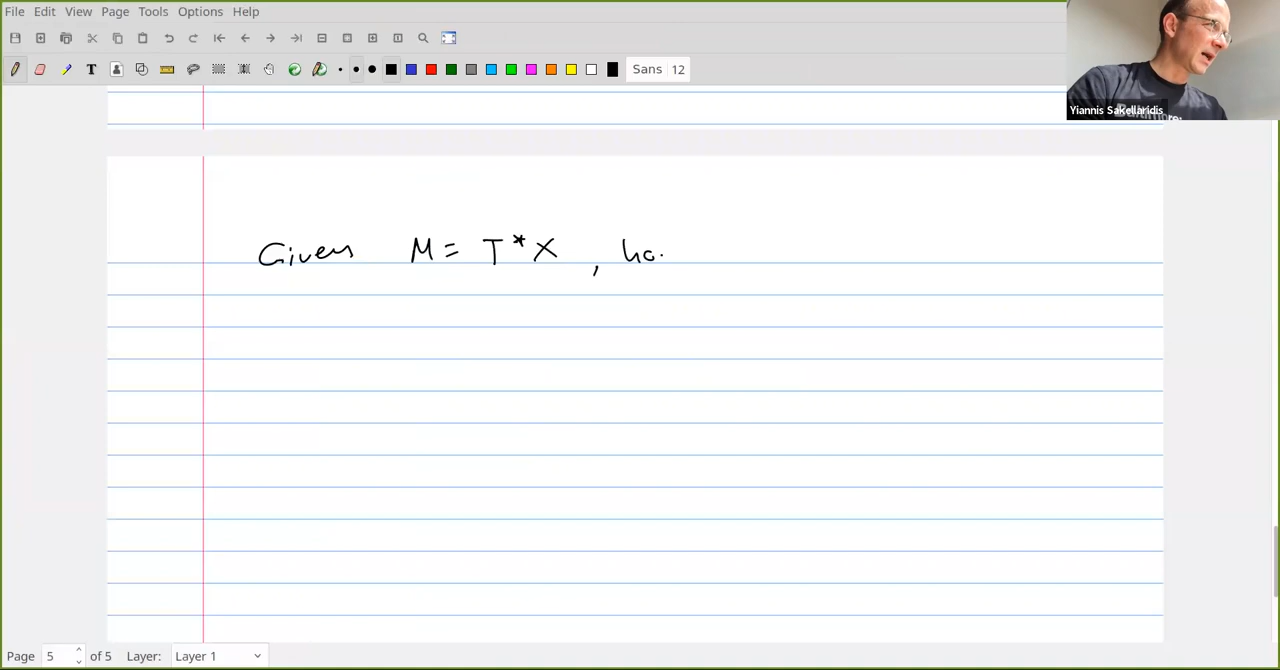 File Edit View Page Tools Options Help
T Sans 12
Yiannis Sakellaridis
Given M = T*X , ho
Page 5 of 5 Layer: Layer 1